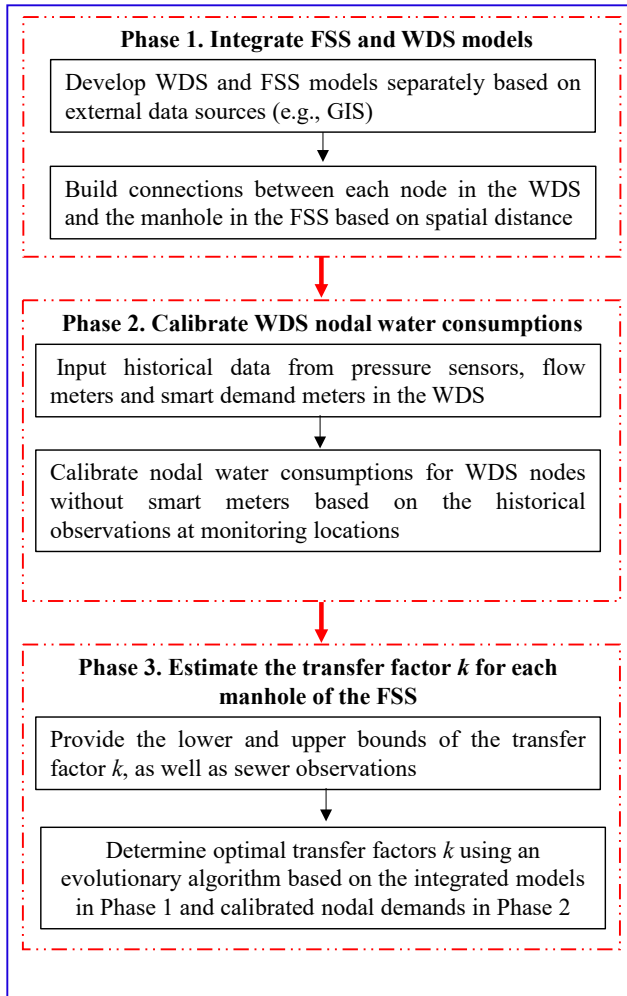 Phase 1. Integrate FSS and WDS models
Develop WDS and FSS models separately based on
external data sources (e.g., GIS)
Build connections between each node in the WDS
and the manhole in the FSS based on spatial distance
Phase 2. Calibrate WDS nodal water consumptions
Input historical data from pressure sensors, flow
meters and smart demand meters in the WDS
Calibrate nodal water consumptions for WDS nodes
without smart meters based on the historical
observations at monitoring locations
Phase 3. Estimate the transfer factor k for each
manhole of the FSS
Provide the lower and upper bounds of the transfer
factor k, as well as sewer observations
Determine optimal transfer factors k using an
evolutionary algorithm based on the integrated models
in Phase 1 and calibrated nodal demands in Phase 2